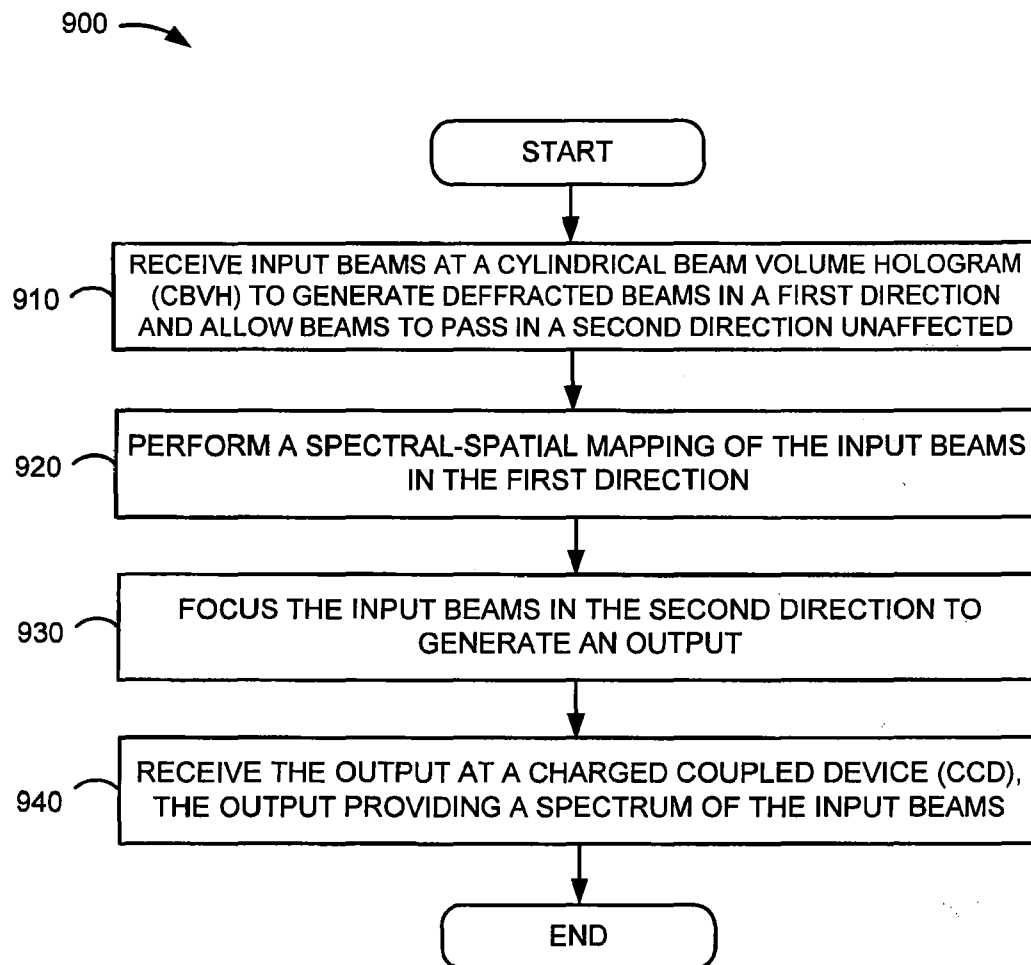 900
START
910
RECEIVE INPUT BEAMS AT A CYLINDRICAL BEAM VOLUME HOLOGRAM
(CBVH) TO GENERATE DEFFRACTED BEAMS IN A FIRST DIRECTION
AND ALLOW BEAMS TO PASS IN A SECOND DIRECTION UNAFFECTED
920
PERFORM A SPECTRAL-SPATIAL MAPPING OF THE INPUT BEAMS
IN THE FIRST DIRECTION
930
FOCUS THE INPUT BEAMS IN THE SECOND DIRECTION TO
GENERATE AN OUTPUT
940
RECEIVE THE OUTPUT AT A CHARGED COUPLED DEVICE (CCD),
THE OUTPUT PROVIDING A SPECTRUM OF THE INPUT BEAMS
END